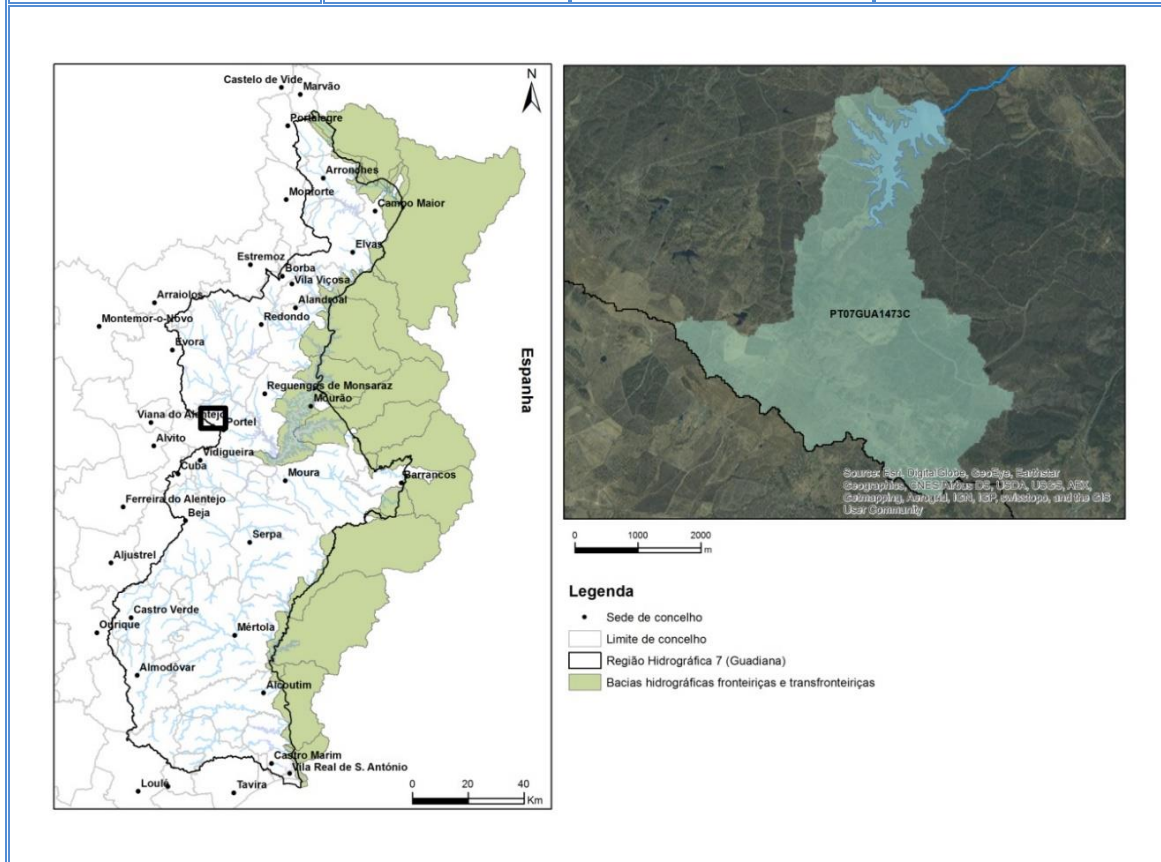 Castelo de Vide
Marvão
N
Portalegre
Arronches
Monforte
Campo Maior
Elvas
Estremoz
Borba
Vila Viçosa
Arraiolos
Alandroal
Montemor-o-Novo
Redondo
Évora
Espanha
Reguengos de Monsaraz
Mourão
Viana do Alentejo
Portel
Alvito
Vidigueira
Cuba
Moura
Barrancos
Ferreira do Alentejo
Beja
Serpa
Aljustrel
Castro Verde
Ourique
Mértola
Almodôvar
Alcoutim
Castro Marim
Vila Real de S. António
Loulé
Tavira
0 20 40
Km
PT07GUA1473C
Source: Esri, DigitalGlobe, GeoEye, Earthstar
Geographics, CNES/Airbus DS, USDA, USGS, AEX,
Getmapping, Aerogrid, IGN, IGP, swisstopo, and the GIS
User Community
0 1000 2000
m
Legenda
Sede de concelho
Limite de concelho
Região Hidrográfica 7 (Guadiana)
Bacias hidrográficas fronteiriças e transfronteiriças